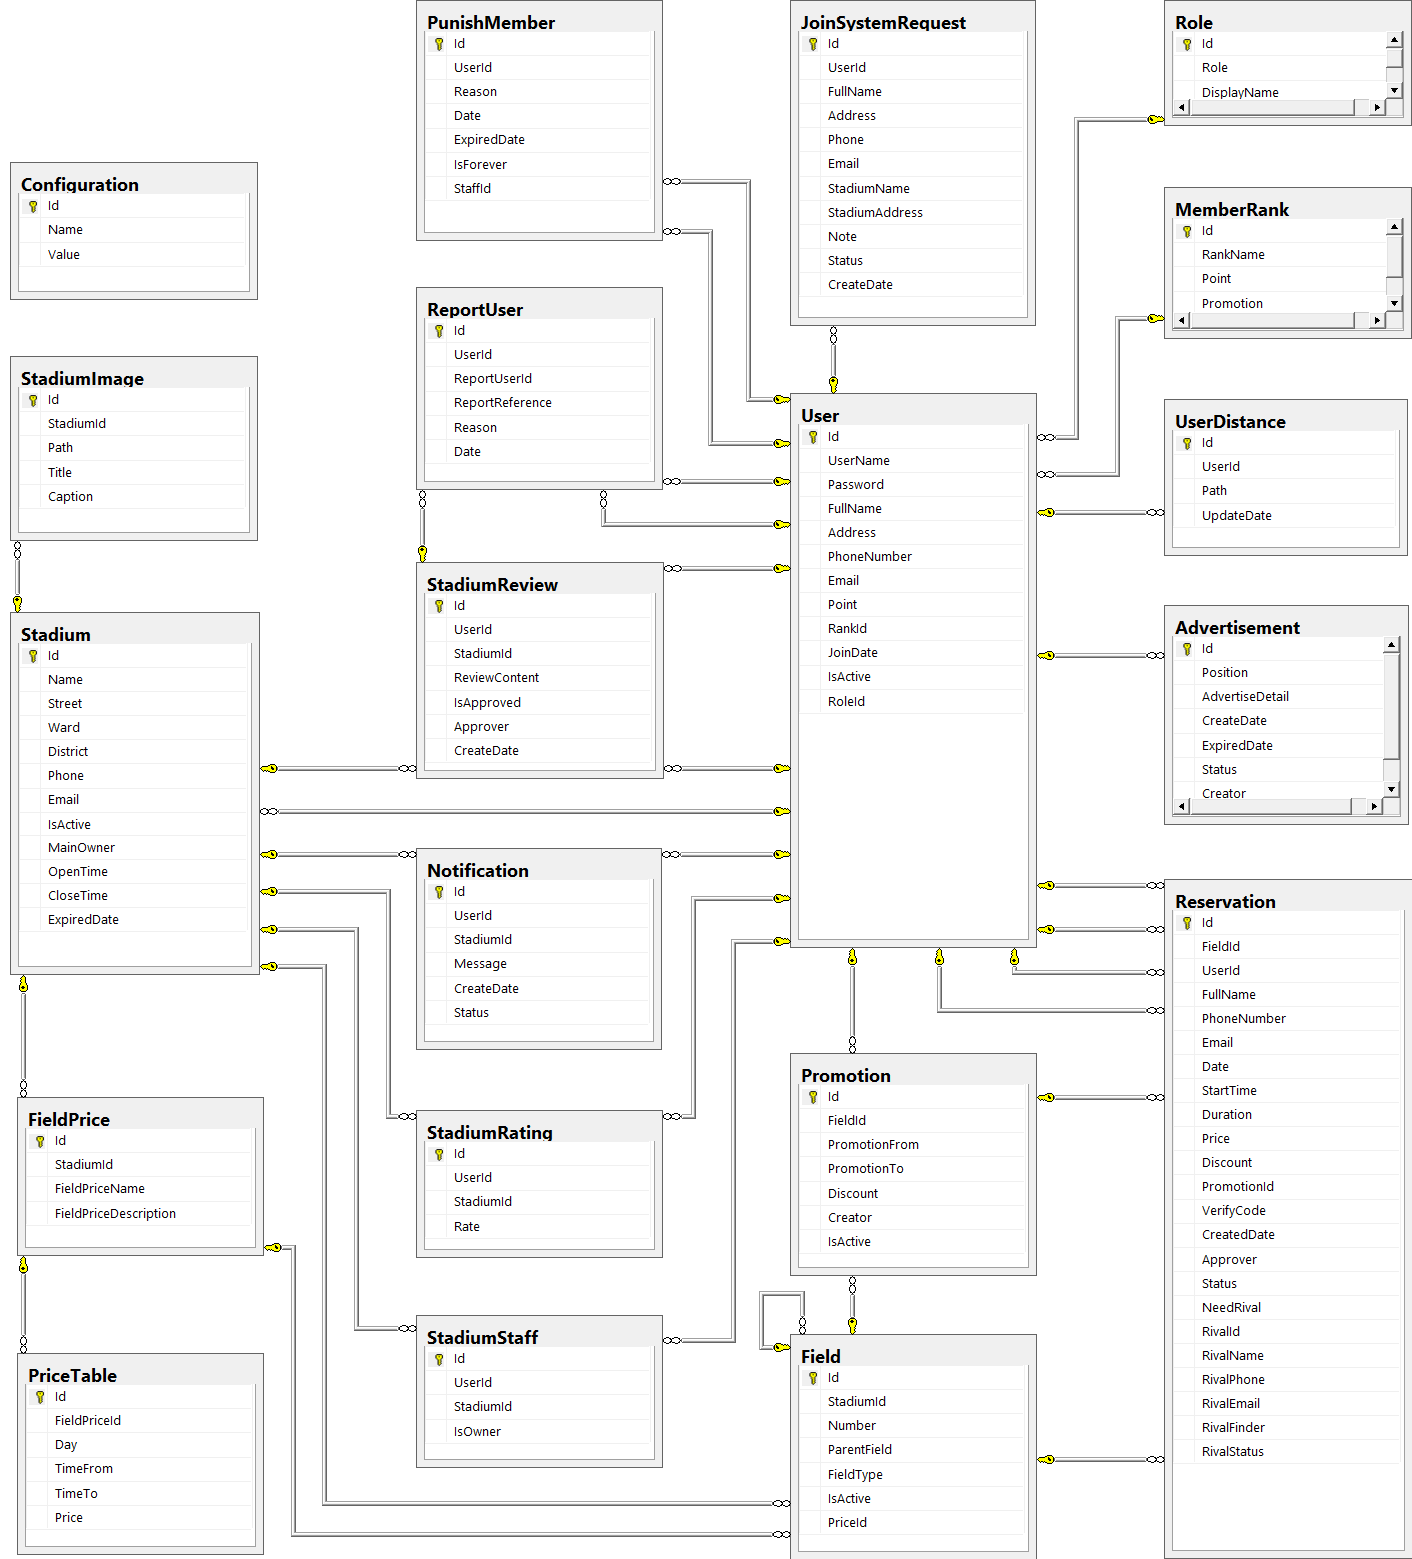 PunishMember
Id
UserId
Reason
Date
ExpiredDate
IsForever
StaffId
JoinSystemRequest
Id
UserId
FullName
Address
Phone
Email
StadiumName
StadiumAddress
Note
Status
CreateDate
Role
Id
Role
DisplayName
Configuration
Id
Name
Value
MemberRank
Id
RankName
Point
Promotion
ReportUser
Id
UserId
ReportUserId
ReportReference
Reason
Date
StadiumImage
Id
StadiumId
Path
Title
Caption
User
Id
UserName
Password
FullName
Address
PhoneNumber
Email
Point
RankId
JoinDate
IsActive
RoleId
UserDistance
Id
UserId
Path
UpdateDate
StadiumReview
Id
UserId
StadiumId
ReviewContent
IsApproved
Approver
CreateDate
Stadium
Id
Name
Street
Ward
District
Phone
Email
IsActive
MainOwner
OpenTime
CloseTime
ExpiredDate
Advertisement
Id
Position
AdvertiseDetail
CreateDate
ExpiredDate
Status
Creator
Notification
Id
UserId
StadiumId
Message
CreateDate
Status
Reservation
Id
FieldId
UserId
FullName
PhoneNumber
Email
Date
StartTime
Duration
Price
Discount
PromotionId
VerifyCode
CreatedDate
Approver
Status
NeedRival
RivalId
RivalName
RivalPhone
RivalEmail
RivalFinder
RivalStatus
Promotion
Id
FieldId
PromotionFrom
PromotionTo
Discount
Creator
IsActive
FieldPrice
Id
StadiumId
FieldPriceName
FieldPriceDescription
StadiumRating
Id
UserId
StadiumId
Rate
StadiumStaff
Id
UserId
StadiumId
IsOwner
Field
Id
StadiumId
Number
ParentField
FieldType
IsActive
PriceId
PriceTable
Id
FieldPriceId
Day
TimeFrom
TimeTo
Price